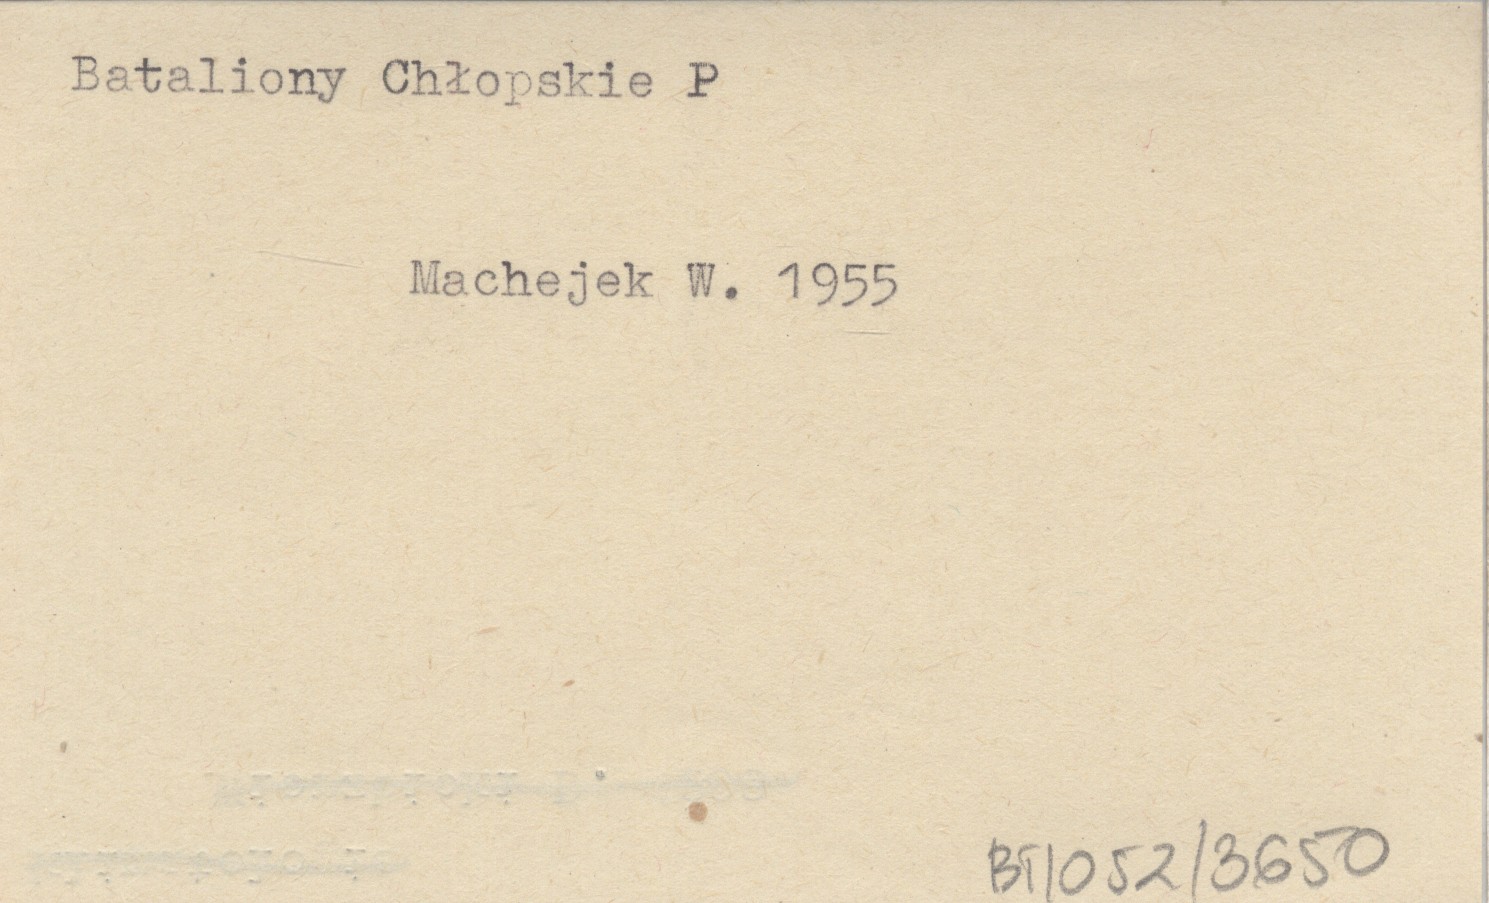 Bataliony Chłopskie P
Machejek W. 1955
BT/052/3650